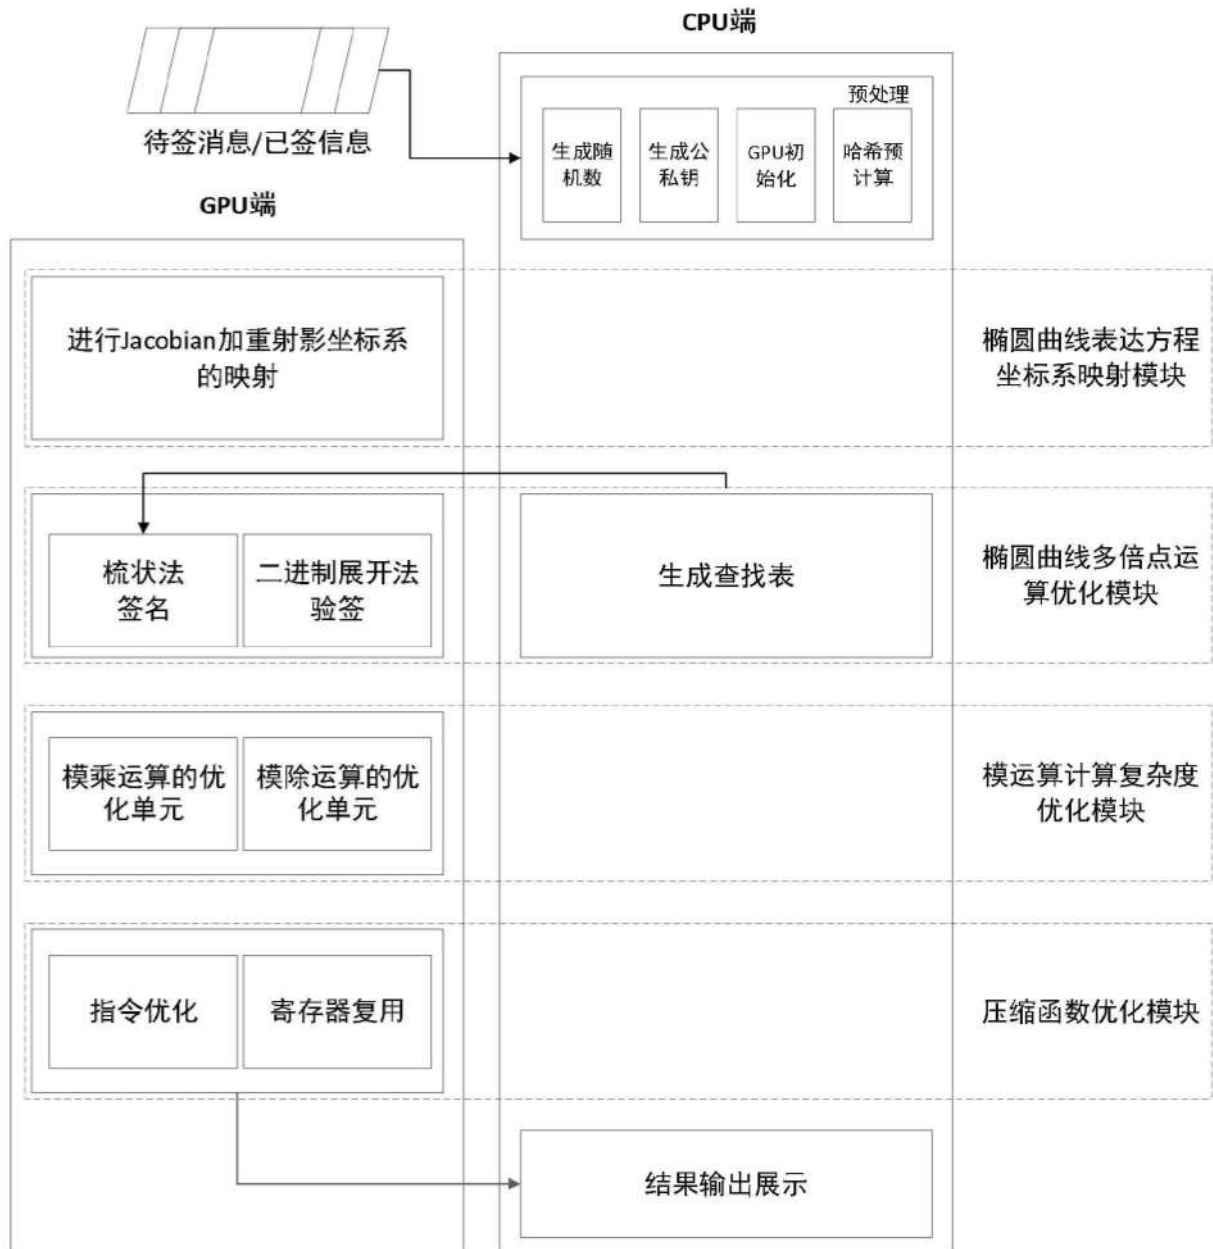 CPU端
预处理
生成随
机数
生成公
私钥
GPU初
始化
哈希预
计算
待签消息/已签信息
GPU端
进行Jacobian加重射影坐标系
的映射
椭圆曲线表达方程
坐标系映射模块
梳状法
签名
二进制展开法
验签
生成查找表
椭圆曲线多倍点运
算优化模块
模乘运算的优
化单元
模除运算的优
化单元
模运算计算复杂度
优化模块
指令优化
寄存器复用
压缩函数优化模块
结果输出展示